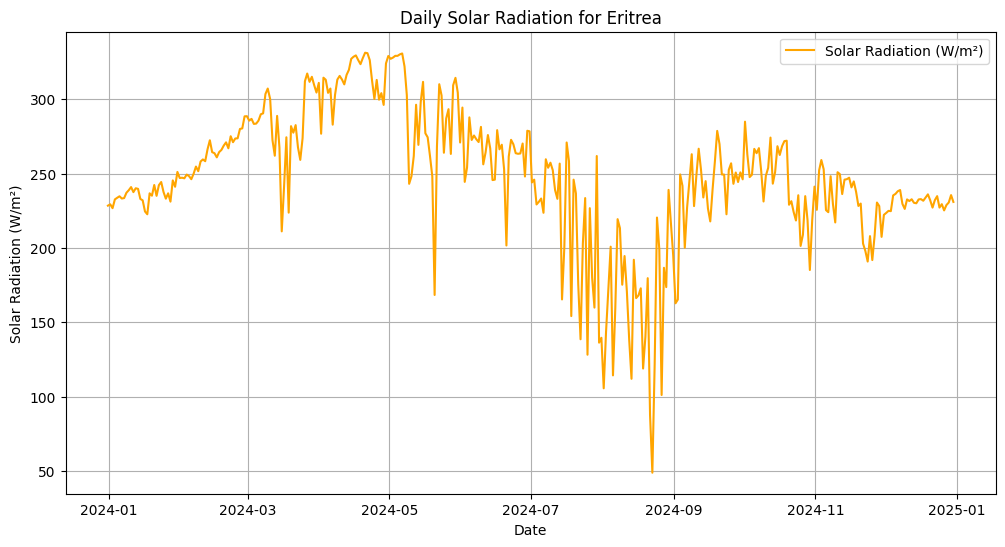 Daily Solar Radiation for Eritrea
Solar Radiation (W/m²)
Solar Radiation (W/m²)
300
250
200
150
100
50
2024-01 2024-03 2024-05 2024-07 2024-09 2024-11 2025-01
Date